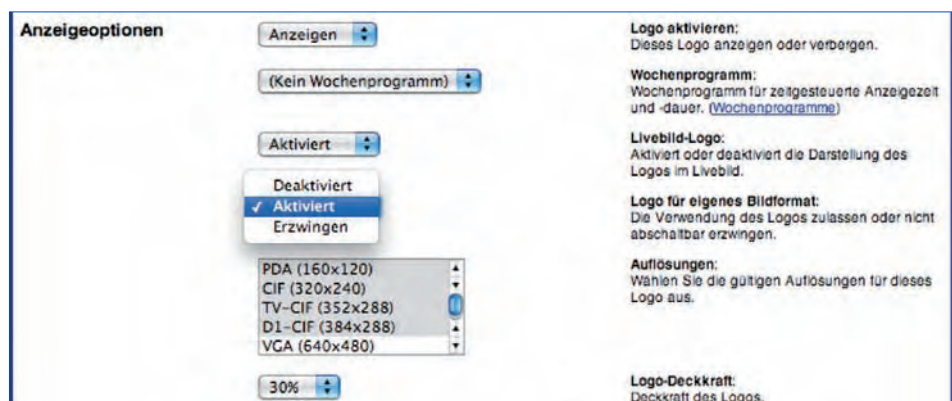 Anzeigeoptionen
Anzeigen
Logo aktivieren:
Dieses Logo anzeigen oder verbergen.
(Kein Wochenprogramm)
Wochenprogramm:
Wochenprogramm für zeitgesteuerte Anzeigezeit
und -dauer. (Wochenprogramme)
Aktiviert
Livebild-Logo:
Aktiviert oder deaktiviert die Darstellung des
Logos im Livebild.
Deaktiviert
✓ Aktiviert
Erzwingen
Logo für eigenes Bildformat:
Die Verwendung des Logos zulassen oder nicht
abschaltbar erzwingen.
PDA (160x120)
CIF (320x240)
TV-CIF (352x288)
D1-CIF (384x288)
VGA (640x480)
Auflösungen:
Wählen Sie die gültigen Auflösungen für dieses
Logo aus.
30%
Logo-Deckkraft:
Deckkraft des Logos.